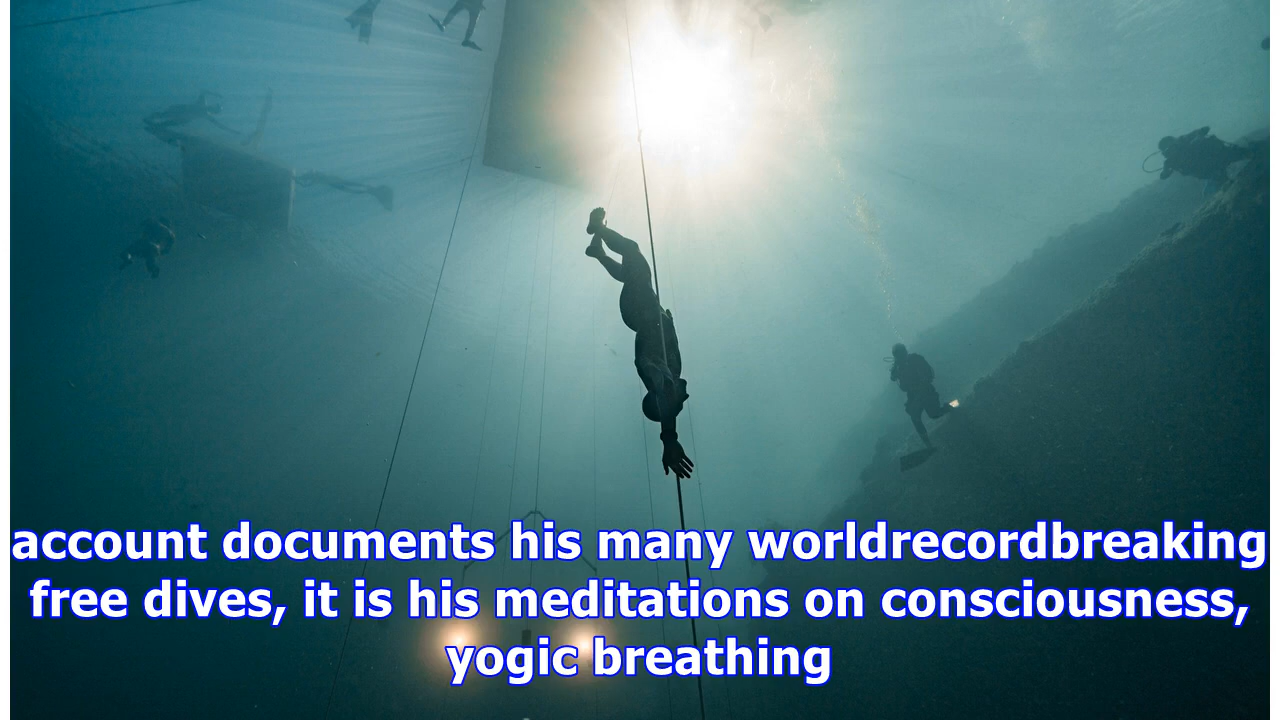 account documents his many worldrecordbreaking
free dives, it is his meditations on consciousness,
yogic breathing